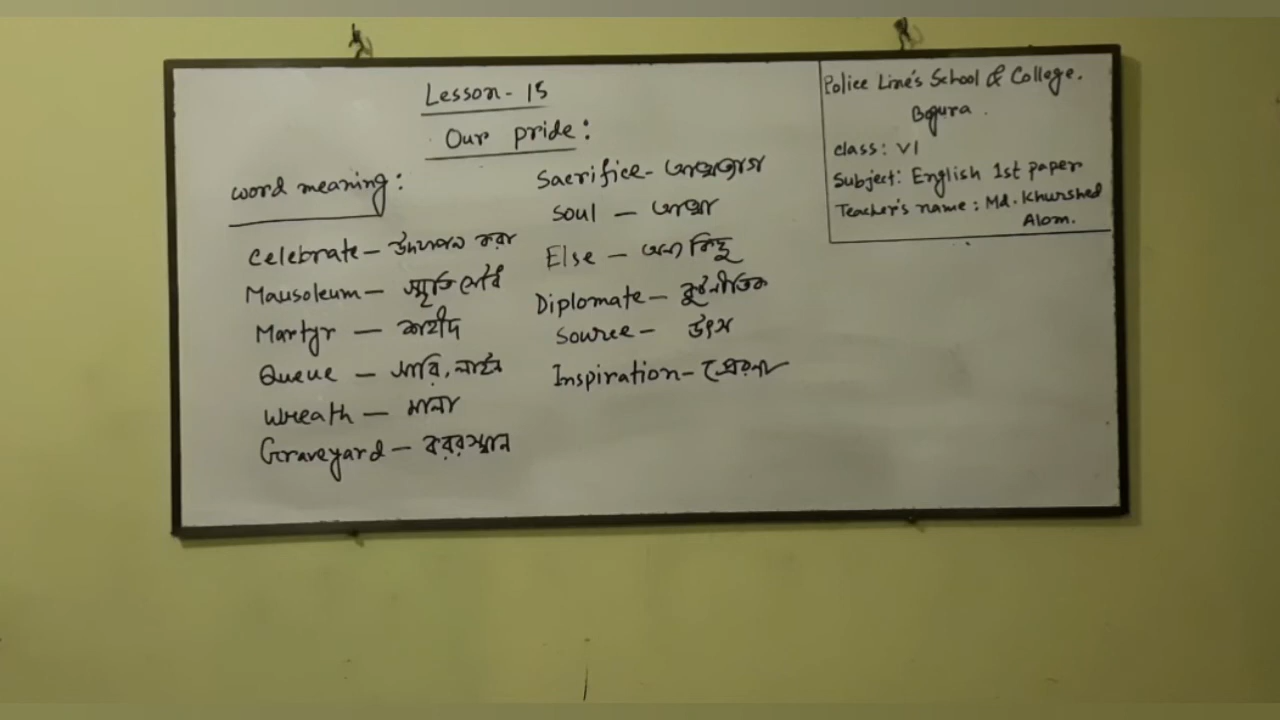 Lesson - 15
Our pride:
word meaning:
Celebrate — উদযাপন করা
Mausoleum — স্মৃতি সৌধ
Martyr — শহীদ
Queue — সারি, লাইন
Wreath — মালা
Graveyard — কবরস্থান
Sacrifice - আত্মত্যাগ
Soul — আত্মা
Else — অন্য কিছু
Diplomate — কুটনীতিক
Source — উৎস
Inspiration - প্রেরণা
Police Line's School & College.
Bogura.
class: VI
Subject: English 1st paper
Teacher's name: Md. Khurshed
Alom.